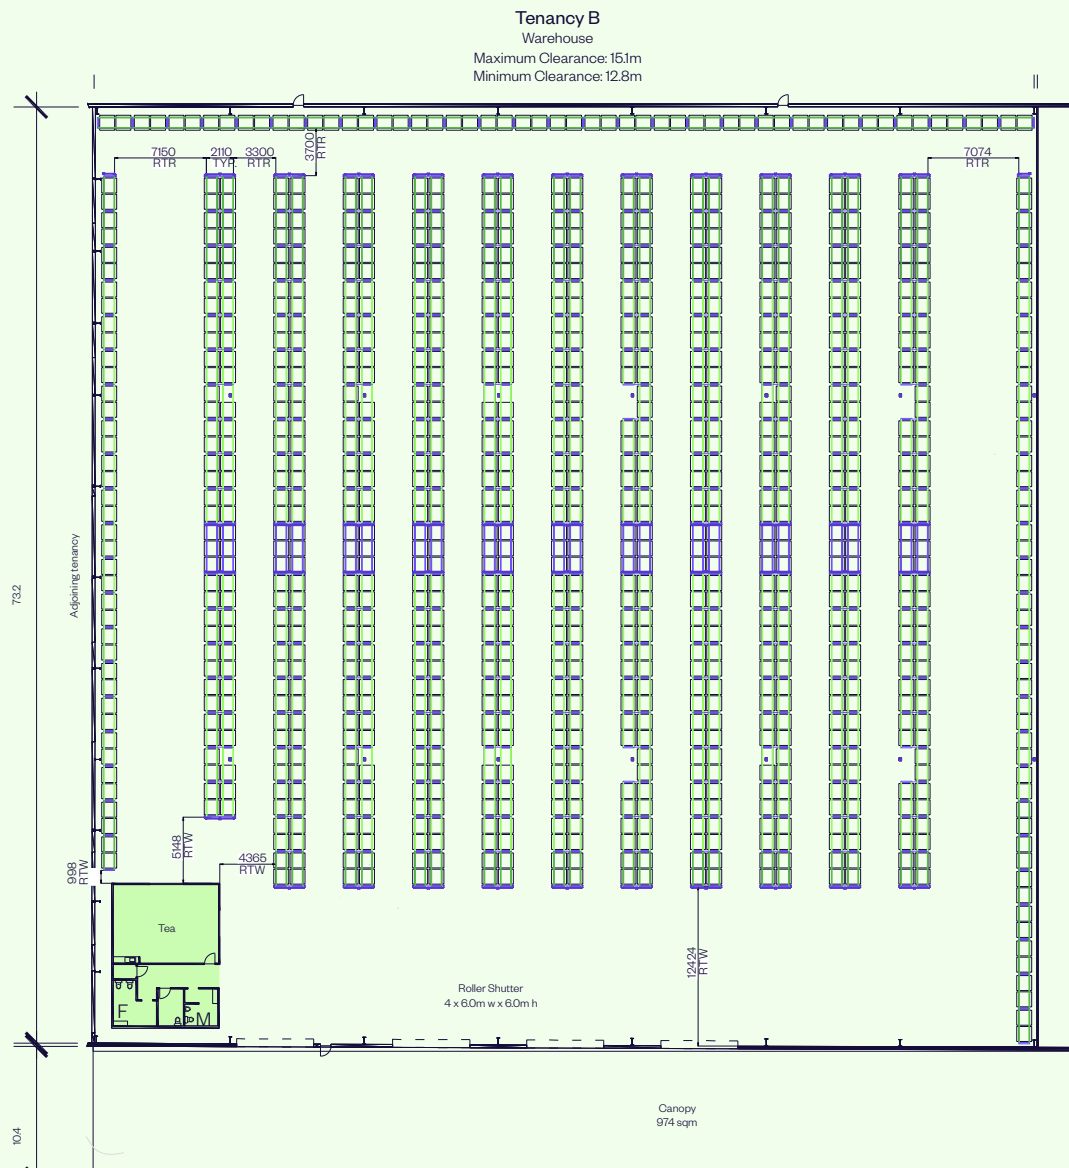 Tenancy B
Warehouse
Maximum Clearance: 15.1m
Minimum Clearance: 12.8m
7150
RTR
2110
TYP.
3300
RTR
3700
RTR
7074
RTR
Adjoining tenancy
73.2
5148
RTW
4365
RTW
998
RTW
Tea
F
M
12424
RTW
Roller Shutter
4 x 6.0m w x 6.0m h
Canopy
974 sqm
10.4